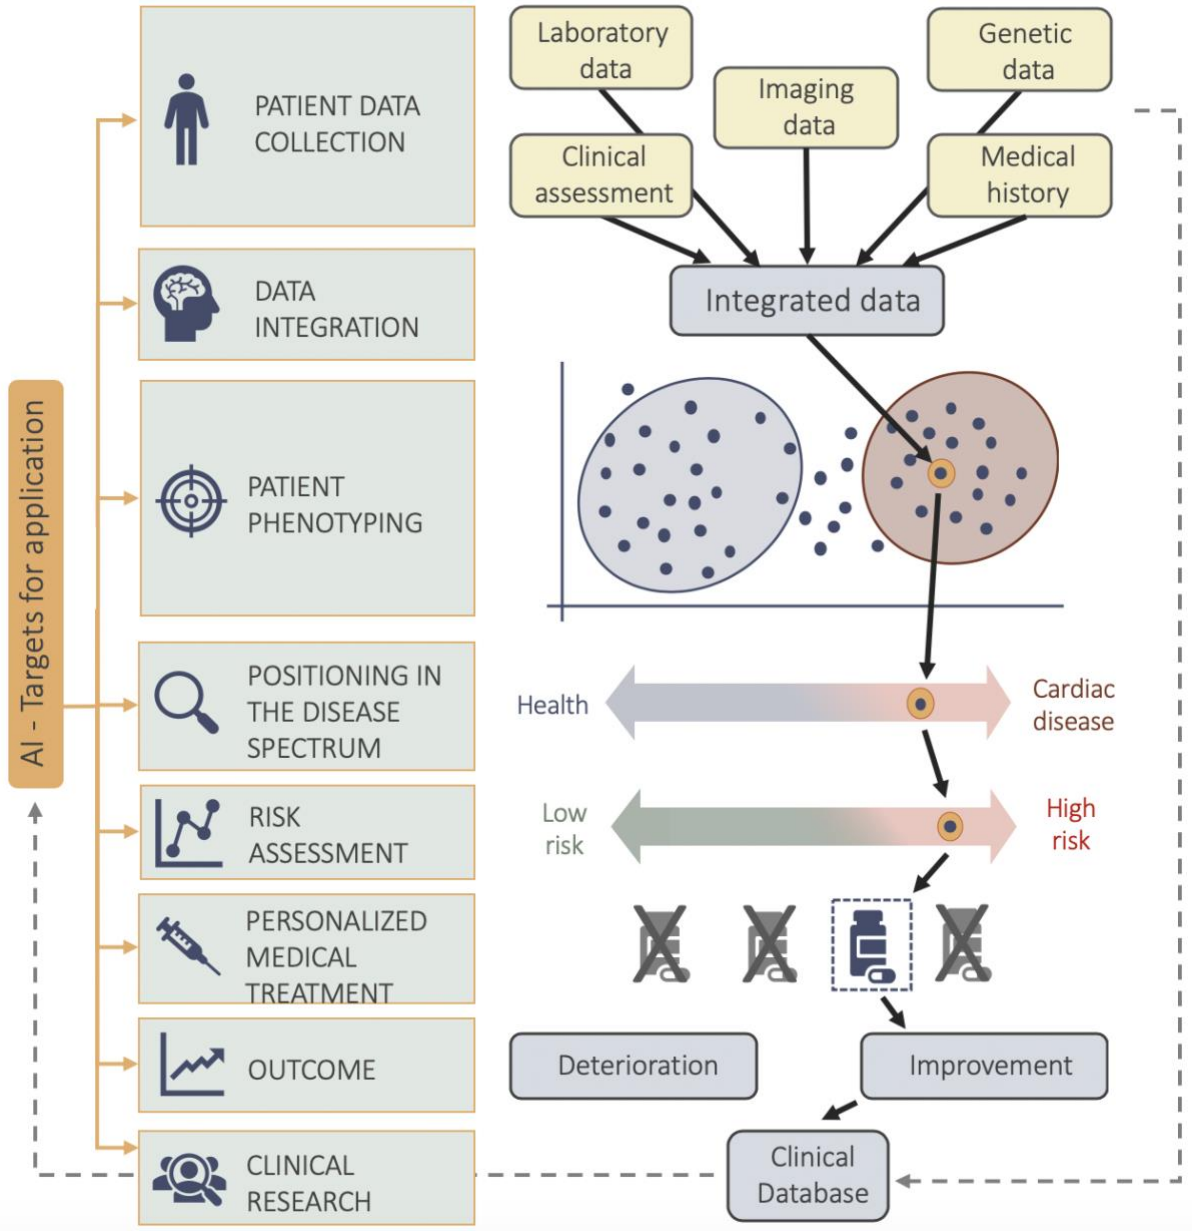 AI - Targets for application
PATIENT DATA
COLLECTION
DATA
INTEGRATION
PATIENT
PHENOTYPING
POSITIONING IN
THE DISEASE
SPECTRUM
RISK
ASSESSMENT
PERSONALIZED
MEDICAL
TREATMENT
OUTCOME
CLINICAL
RESEARCH
Laboratory
data
Genetic
data
Imaging
data
Clinical
assessment
Medical
history
Integrated data
Health
Cardiac
disease
Low
risk
High
risk
Deterioration
Improvement
Clinical
Database